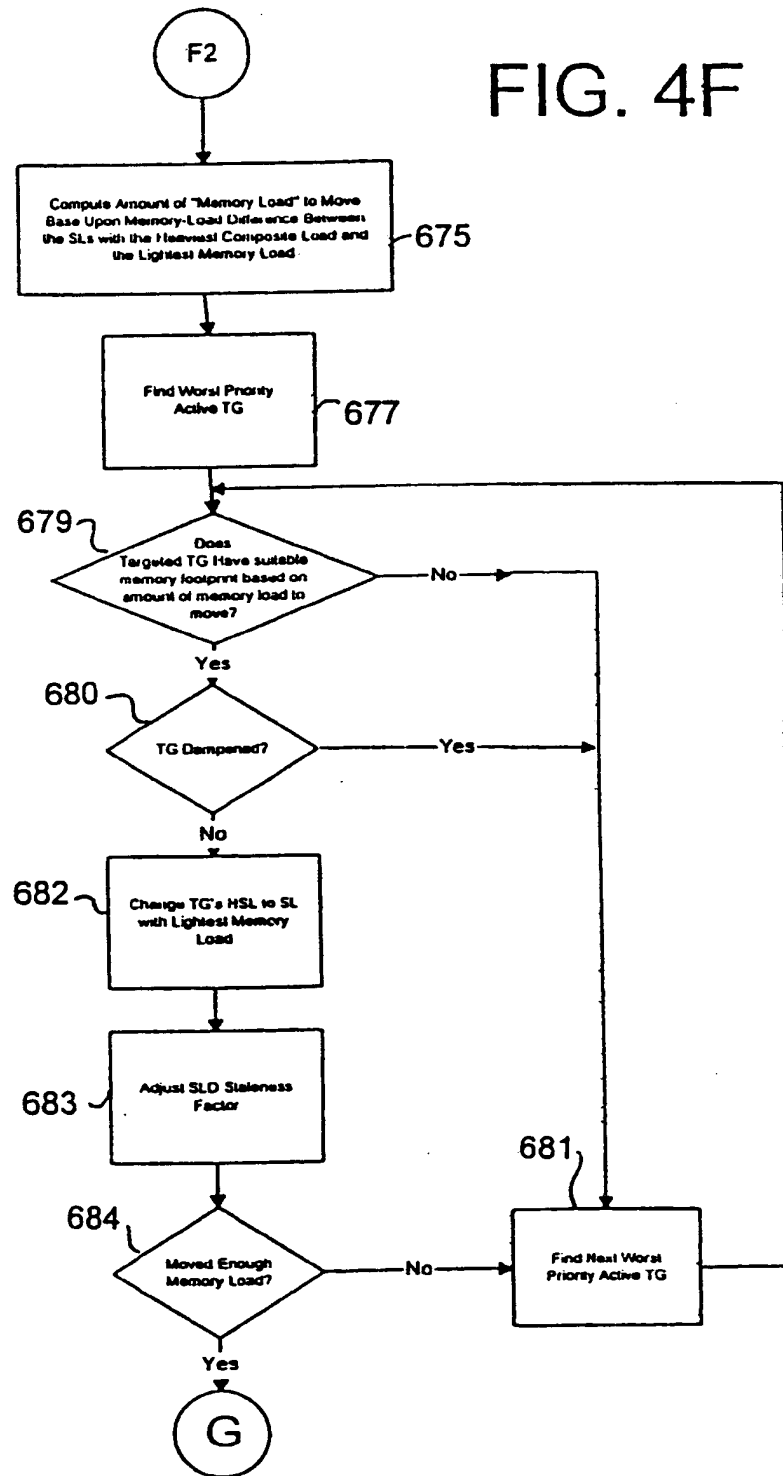 F2
FIG. 4F
Compute Amount of "Memory Load" to Move
Base Upon Memory-Load Difference Between
the SLs with the Heaviest Composite Load and
the Lightest Memory Load
675
Find Worst Priority
Active TG
677
679
Does
Targeted TG Have suitable
memory footprint based on
amount of memory load to
move?
No
Yes
680
TG Dampened?
Yes
No
682
Change TG's HSL to SL
with Lightest Memory
Load
Adjust SLD Staleness
Factor
683
684
Moved Enough
Memory Load?
No
681
Find Next Worst
Priority Active TG
Yes
G